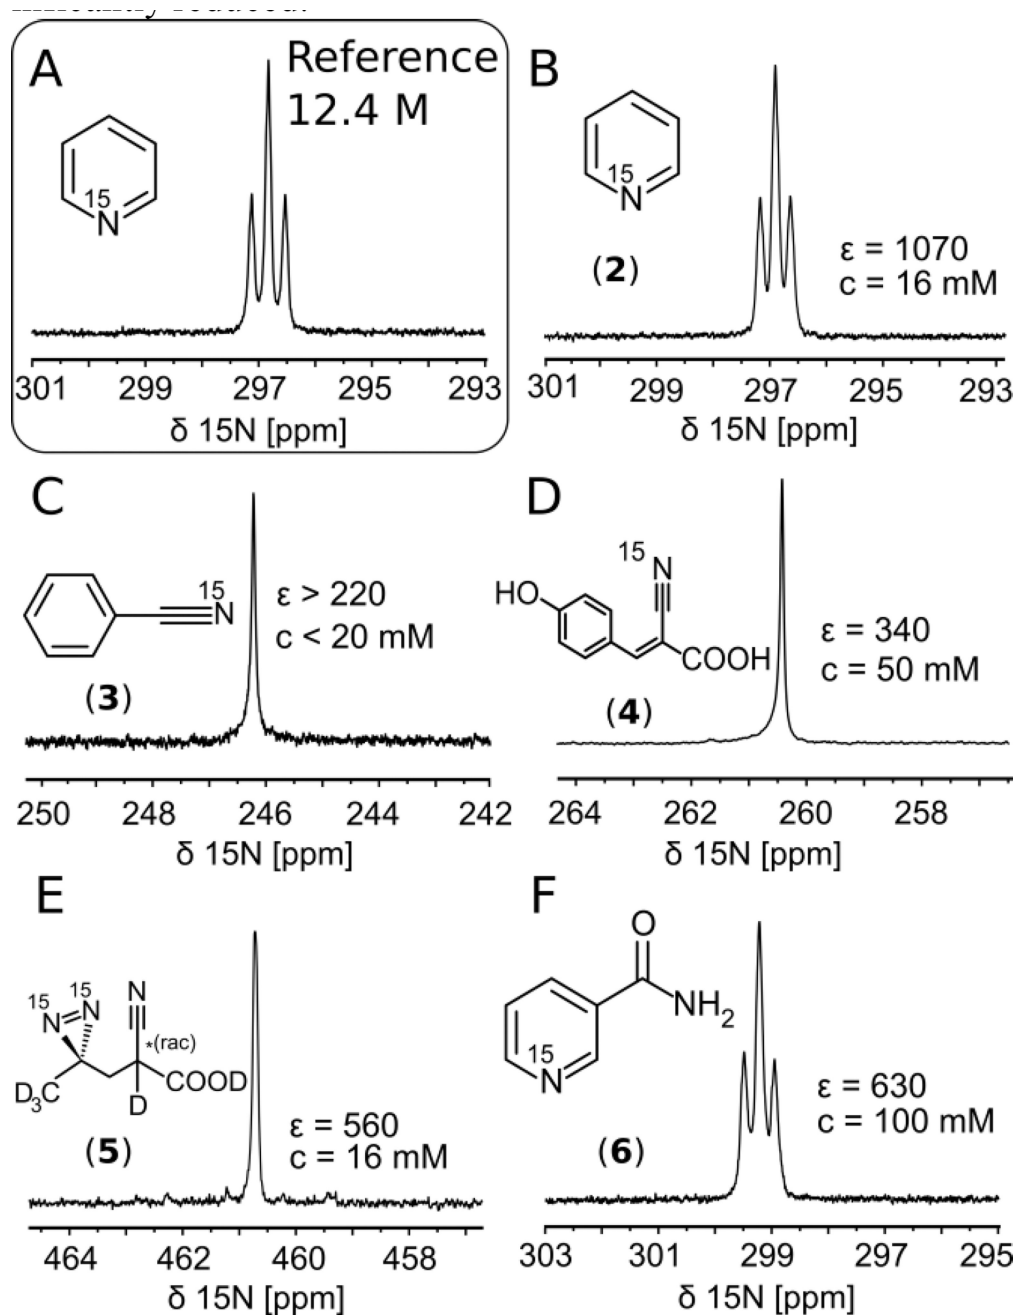 A
Reference
12.4 M
15
N
301 299 297 295 293
δ 15N [ppm]
B
15
N
(2)
ε = 1070
c = 16 mM
301 299 297 295 293
δ 15N [ppm]
C
15
N
ε > 220
c < 20 mM
(3)
250 248 246 244 242
δ 15N [ppm]
D
15
N
HO
COOH
ε = 340
c = 50 mM
(4)
264 262 260 258
δ 15N [ppm]
E
15 15 N
N N
*(rac)
D3C D COOD
(5)
ε = 560
c = 16 mM
464 462 460 458
δ 15N [ppm]
F
O
NH2
15
N
(6)
ε = 630
c = 100 mM
303 301 299 297 295
δ 15N [ppm]